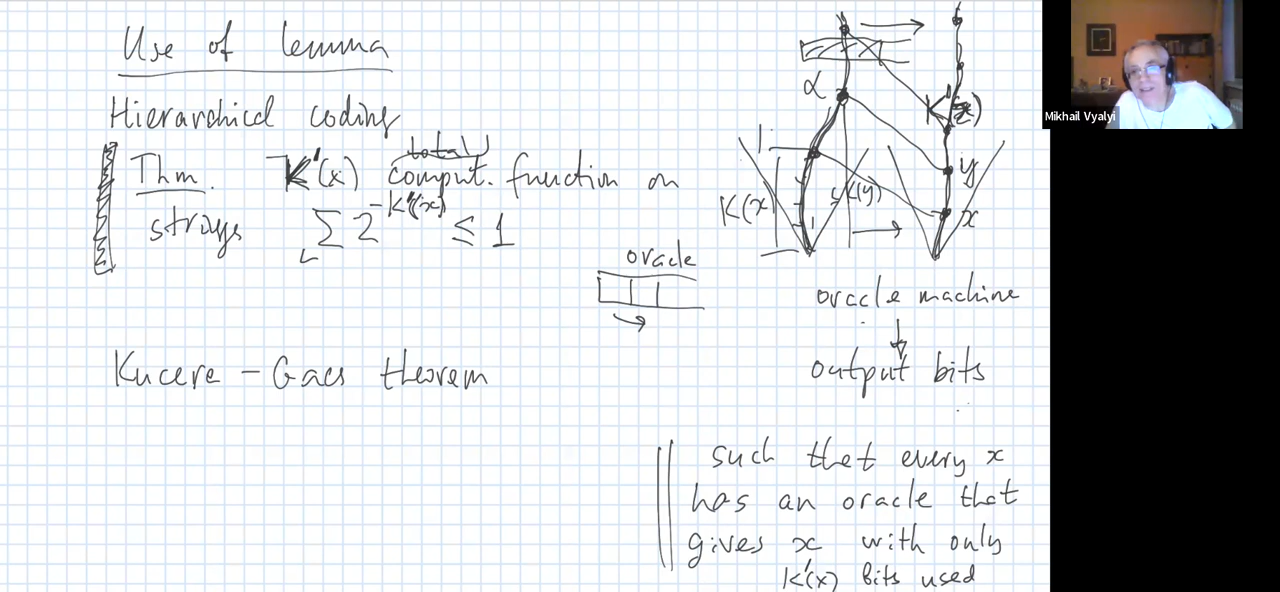 Use of lemma
Hierarchical coding
Thm. K'(x) total comput. function on
strings ∑ 2^{-K'(x)} ≤ 1
oracle
Kucera - Gacs theorem
α
K(x)
K(y)
y
x
oracle machine
↓
output bits
such that every x
has an oracle that
gives x with only
K'(x) bits used
Mikhail Vyalyi